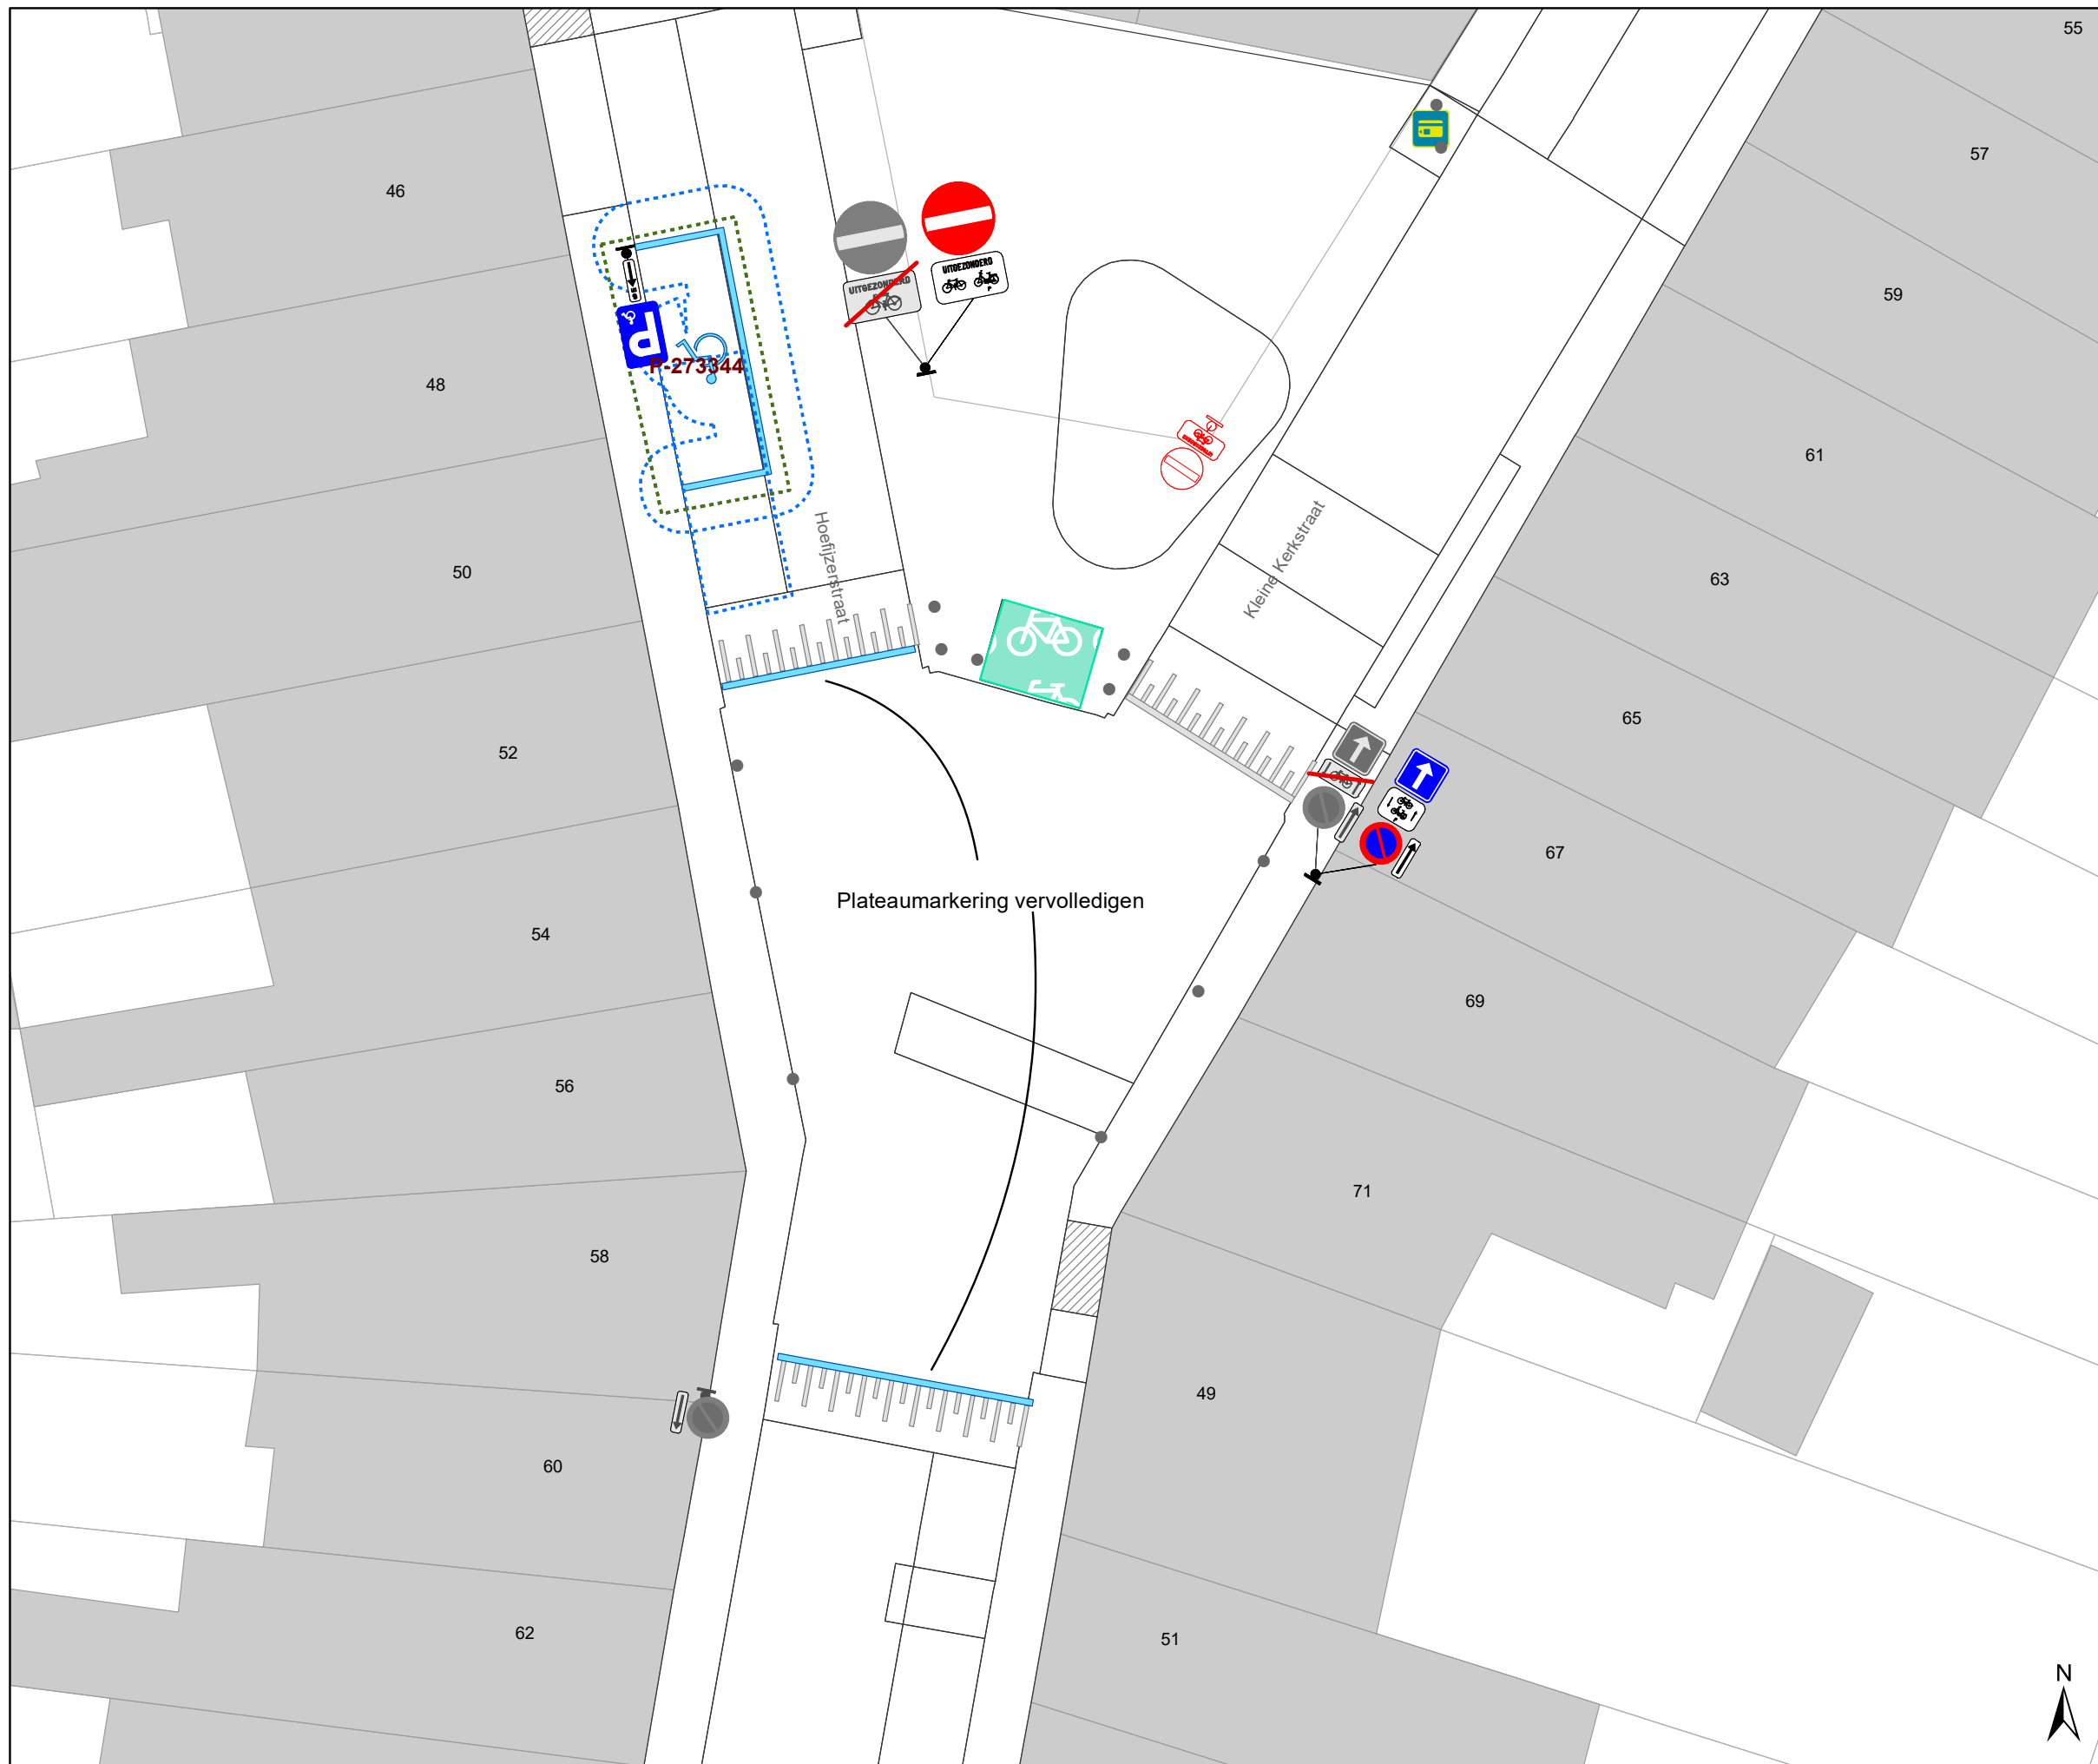 55
57
46
59
UITGEZONDERD
P
UITGEZONDERD
P
P-273344
48
61
50
Hoefijzerstraat
Kleine Kerkstraat
63
65
52
P
67
Plateaumarkering vervolledigen
54
69
56
71
58
49
60
62
51
N